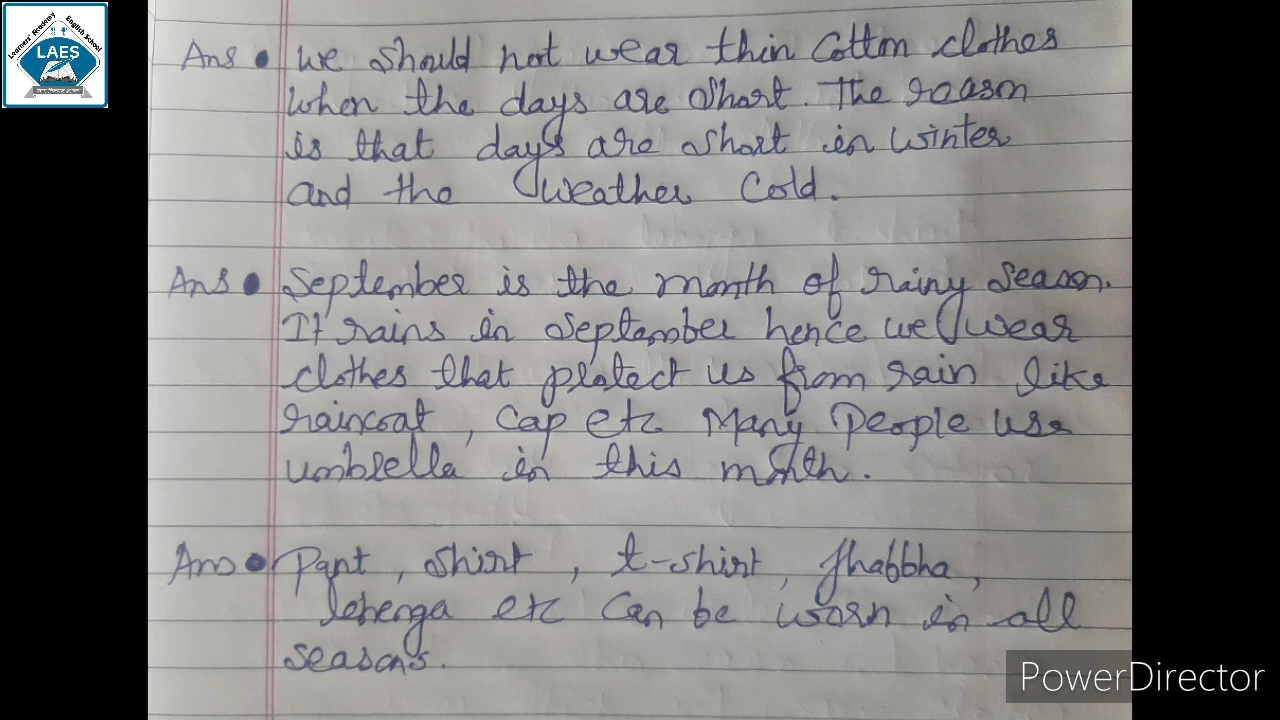 Learners' Academy English School
LAES
Ans • We should not wear thin Cotton clothes
when the days are short. The reason
is that days are short in winter
and the weather Cold.
Ans • September is the month of rainy season.
It rains in september hence we wear
clothes that protect us from rain like
raincoat, Cap etc Many People use
umbrella in this month.
Ans • Pant, shirt, t-shirt, Jhabbha,
lehenga etc Can be worn in all
seasons.
PowerDirector